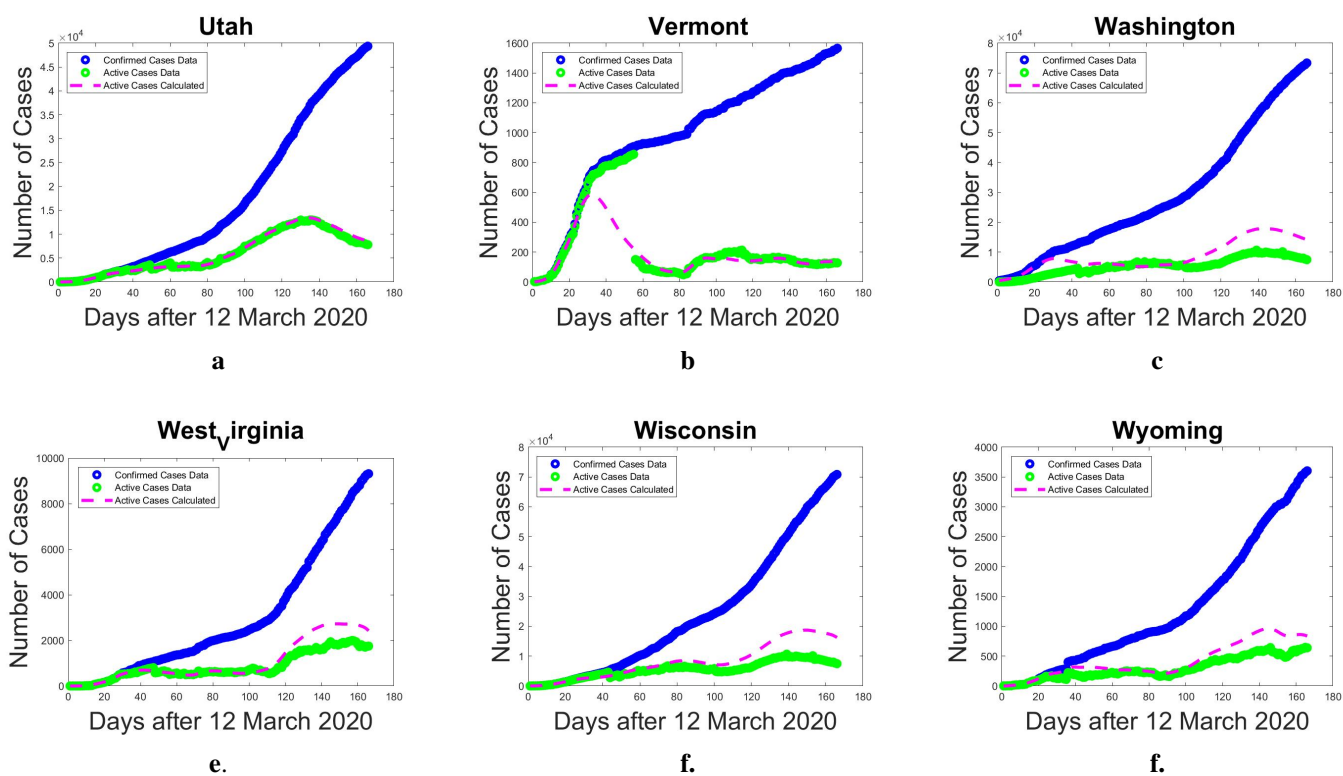 Utah
×10⁴
Confirmed Cases Data
Active Cases Data
Active Cases Calculated
Number of Cases
5
4.5
4
3.5
3
2.5
2
1.5
1
0.5
0
0 20 40 60 80 100 120 140 160 180
Days after 12 March 2020
a
Vermont
Confirmed Cases Data
Active Cases Data
Active Cases Calculated
Number of Cases
1600
1400
1200
1000
800
600
400
200
0
0 20 40 60 80 100 120 140 160 180
Days after 12 March 2020
b
Washington
×10⁴
Confirmed Cases Data
Active Cases Data
Active Cases Calculated
Number of Cases
8
7
6
5
4
3
2
1
0
0 20 40 60 80 100 120 140 160 180
Days after 12 March 2020
c
West_Virginia
Confirmed Cases Data
Active Cases Data
Active Cases Calculated
Number of Cases
10000
8000
6000
4000
2000
0
0 20 40 60 80 100 120 140 160 180
Days after 12 March 2020
e.
Wisconsin
×10⁴
Confirmed Cases Data
Active Cases Data
Active Cases Calculated
Number of Cases
8
7
6
5
4
3
2
1
0
0 20 40 60 80 100 120 140 160 180
Days after 12 March 2020
f.
Wyoming
Confirmed Cases Data
Active Cases Data
Active Cases Calculated
Number of Cases
4000
3500
3000
2500
2000
1500
1000
500
0
0 20 40 60 80 100 120 140 160 180
Days after 12 March 2020
f.